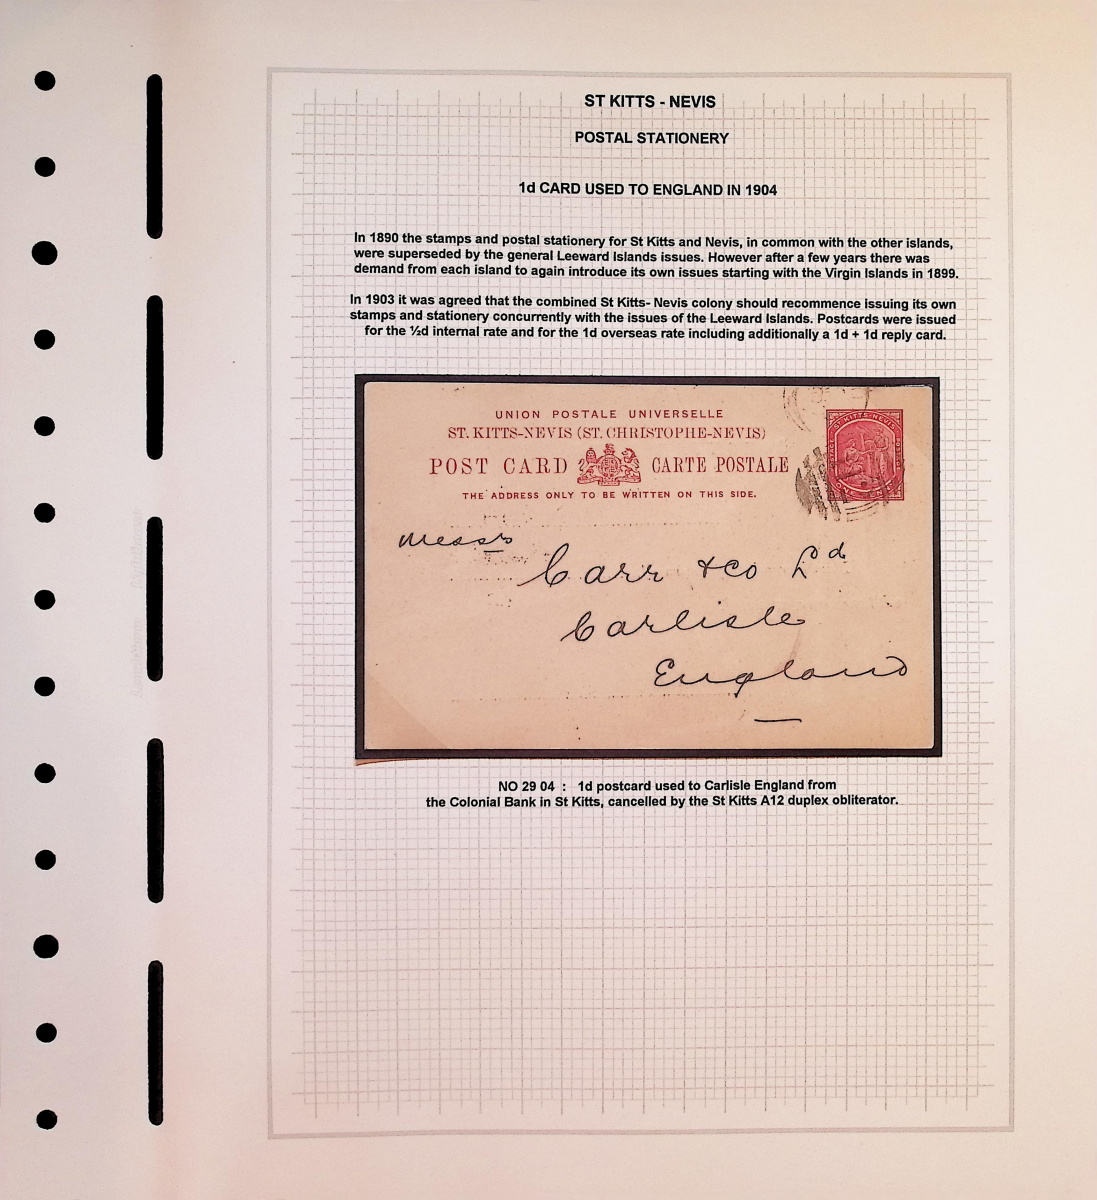 ST KITTS - NEVIS
POSTAL STATIONERY
1d CARD USED TO ENGLAND IN 1904
In 1890 the stamps and postal stationery for St Kitts and Nevis, in common with the other islands,
were superseded by the general Leeward Islands issues. However after a few years there was
demand from each island to again introduce its own issues starting with the Virgin Islands in 1899.
In 1903 it was agreed that the combined St Kitts- Nevis colony should recommence issuing its own
stamps and stationery concurrently with the issues of the Leeward Islands. Postcards were issued
for the ½d internal rate and for the 1d overseas rate including additionally a 1d + 1d reply card.
UNION POSTALE UNIVERSELLE
ST. KITTS-NEVIS (ST. CHRISTOPHE-NEVIS)
POST CARD CARTE POSTALE
THE ADDRESS ONLY TO BE WRITTEN ON THIS SIDE.
ST KITTS-NEVIS
Messrs
Carr & Co Ld
Carlisle
England
NO 29 04 : 1d postcard used to Carlisle England from
the Colonial Bank in St Kitts, cancelled by the St Kitts A12 duplex obliterator.